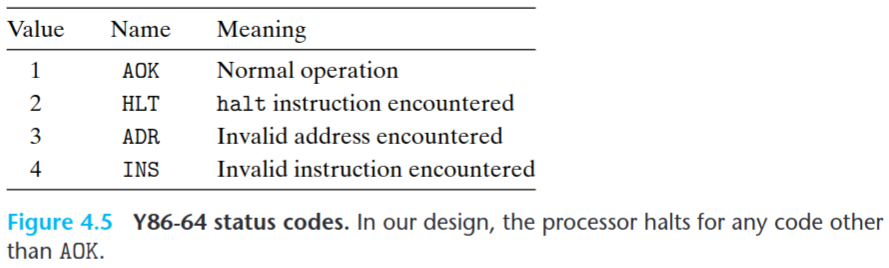 Value Name Meaning
1 AOK Normal operation
2 HLT halt instruction encountered
3 ADR Invalid address encountered
4 INS Invalid instruction encountered
Figure 4.5 Y86-64 status codes. In our design, the processor halts for any code other
than AOK.